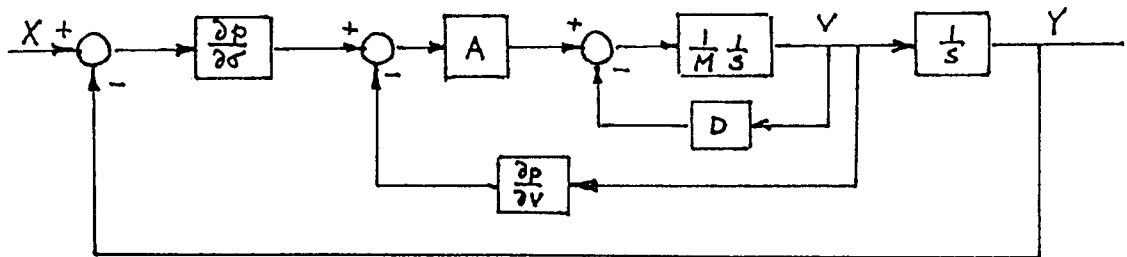 X + - ∂p/∂σ + - A + - 1/M 1/S V 1/S Y
D
∂p/∂V